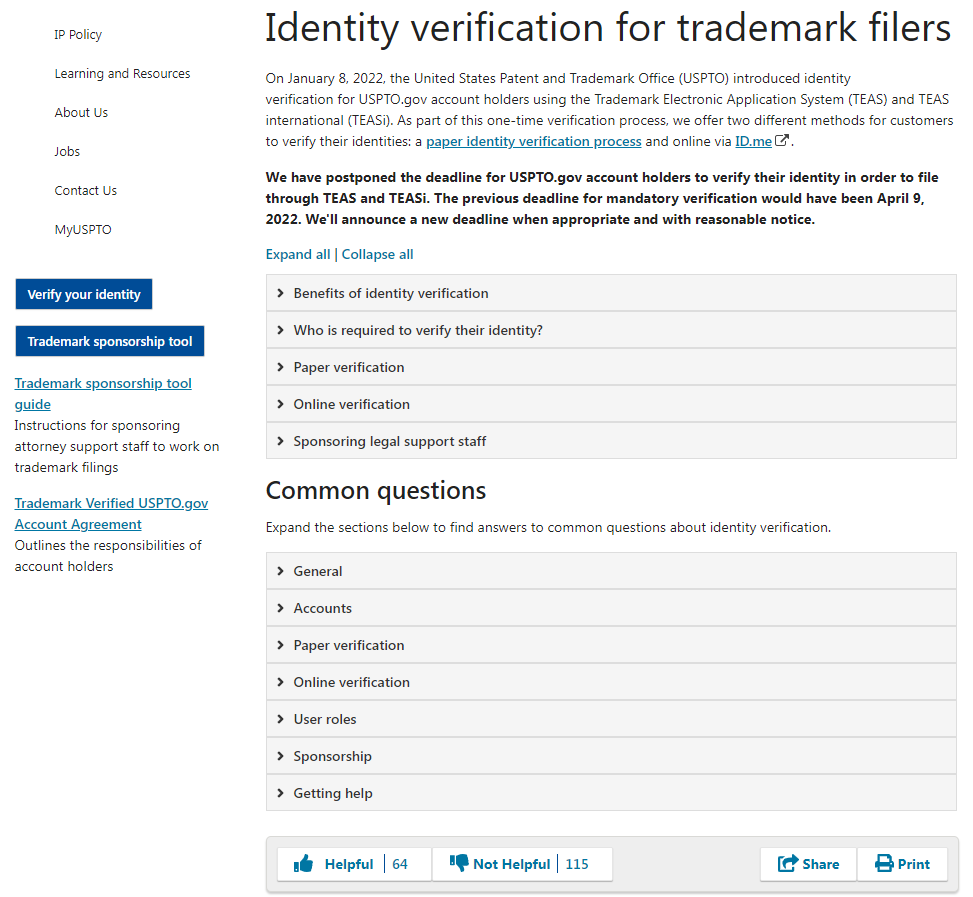 IP Policy
Learning and Resources
About Us
Jobs
Contact Us
MyUSPTO
Verify your identity
Trademark sponsorship tool
Trademark sponsorship tool
guide
Instructions for sponsoring
attorney support staff to work on
trademark filings
Trademark Verified USPTO.gov
Account Agreement
Outlines the responsibilities of
account holders
Identity verification for trademark filers
On January 8, 2022, the United States Patent and Trademark Office (USPTO) introduced identity
verification for USPTO.gov account holders using the Trademark Electronic Application System (TEAS) and TEAS
international (TEASi). As part of this one-time verification process, we offer two different methods for customers
to verify their identities: a paper identity verification process and online via ID.me.
We have postponed the deadline for USPTO.gov account holders to verify their identity in order to file
through TEAS and TEASi. The previous deadline for mandatory verification would have been April 9,
2022. We'll announce a new deadline when appropriate and with reasonable notice.
Expand all | Collapse all
Benefits of identity verification
Who is required to verify their identity?
Paper verification
Online verification
Sponsoring legal support staff
Common questions
Expand the sections below to find answers to common questions about identity verification.
General
Accounts
Paper verification
Online verification
User roles
Sponsorship
Getting help
Helpful 64 Not Helpful 115 Share Print